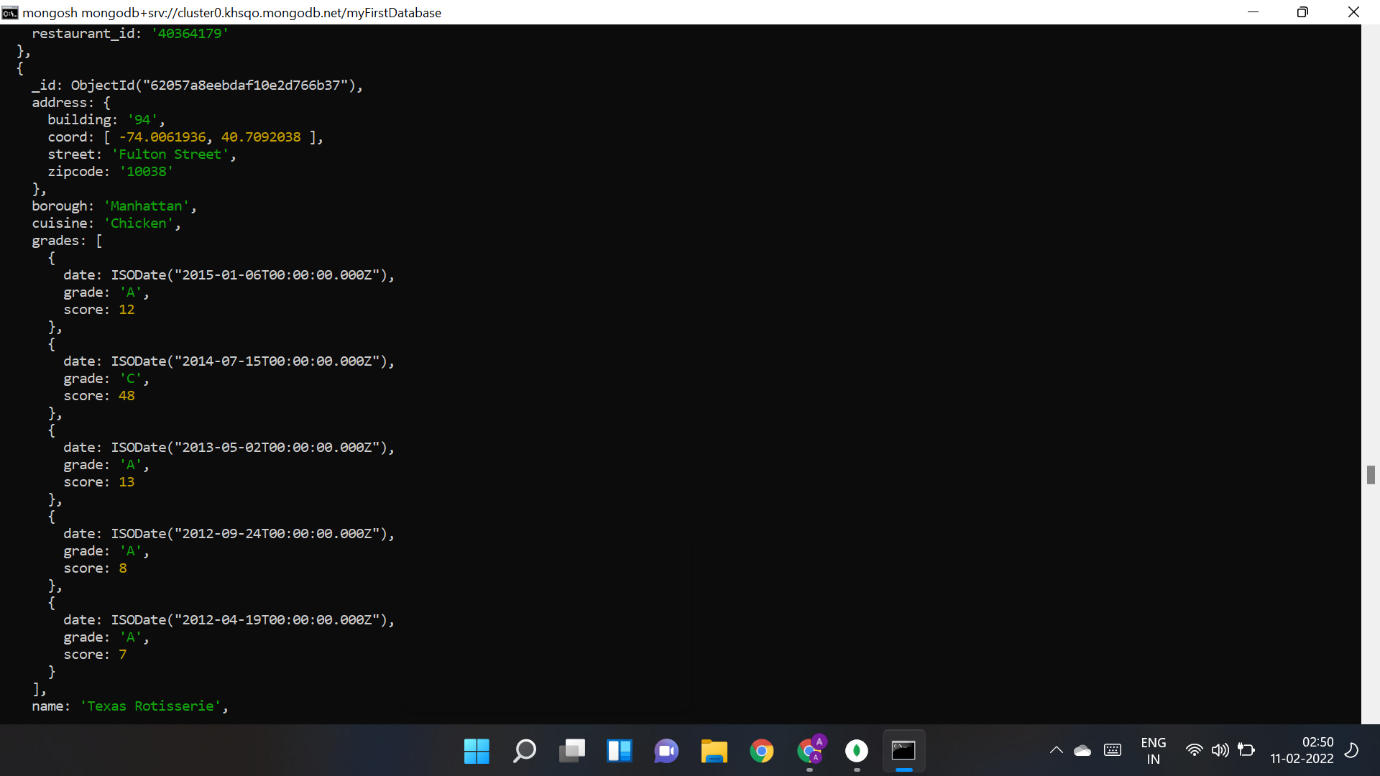 mongosh mongodb+srv://cluster0.khsqo.mongodb.net/myFirstDatabase
restaurant_id: '40364179'
},
{
_id: ObjectId("62057a8eebdaf10e2d766b37"),
address: {
building: '94',
coord: [ -74.0061936, 40.7092038 ],
street: 'Fulton Street',
zipcode: '10038'
},
borough: 'Manhattan',
cuisine: 'Chicken',
grades: [
{
date: ISODate("2015-01-06T00:00:00.000Z"),
grade: 'A',
score: 12
},
{
date: ISODate("2014-07-15T00:00:00.000Z"),
grade: 'C',
score: 48
},
{
date: ISODate("2013-05-02T00:00:00.000Z"),
grade: 'A',
score: 13
},
{
date: ISODate("2012-09-24T00:00:00.000Z"),
grade: 'A',
score: 8
},
{
date: ISODate("2012-04-19T00:00:00.000Z"),
grade: 'A',
score: 7
}
],
name: 'Texas Rotisserie',
A
A
ENG
IN
02:50
11-02-2022